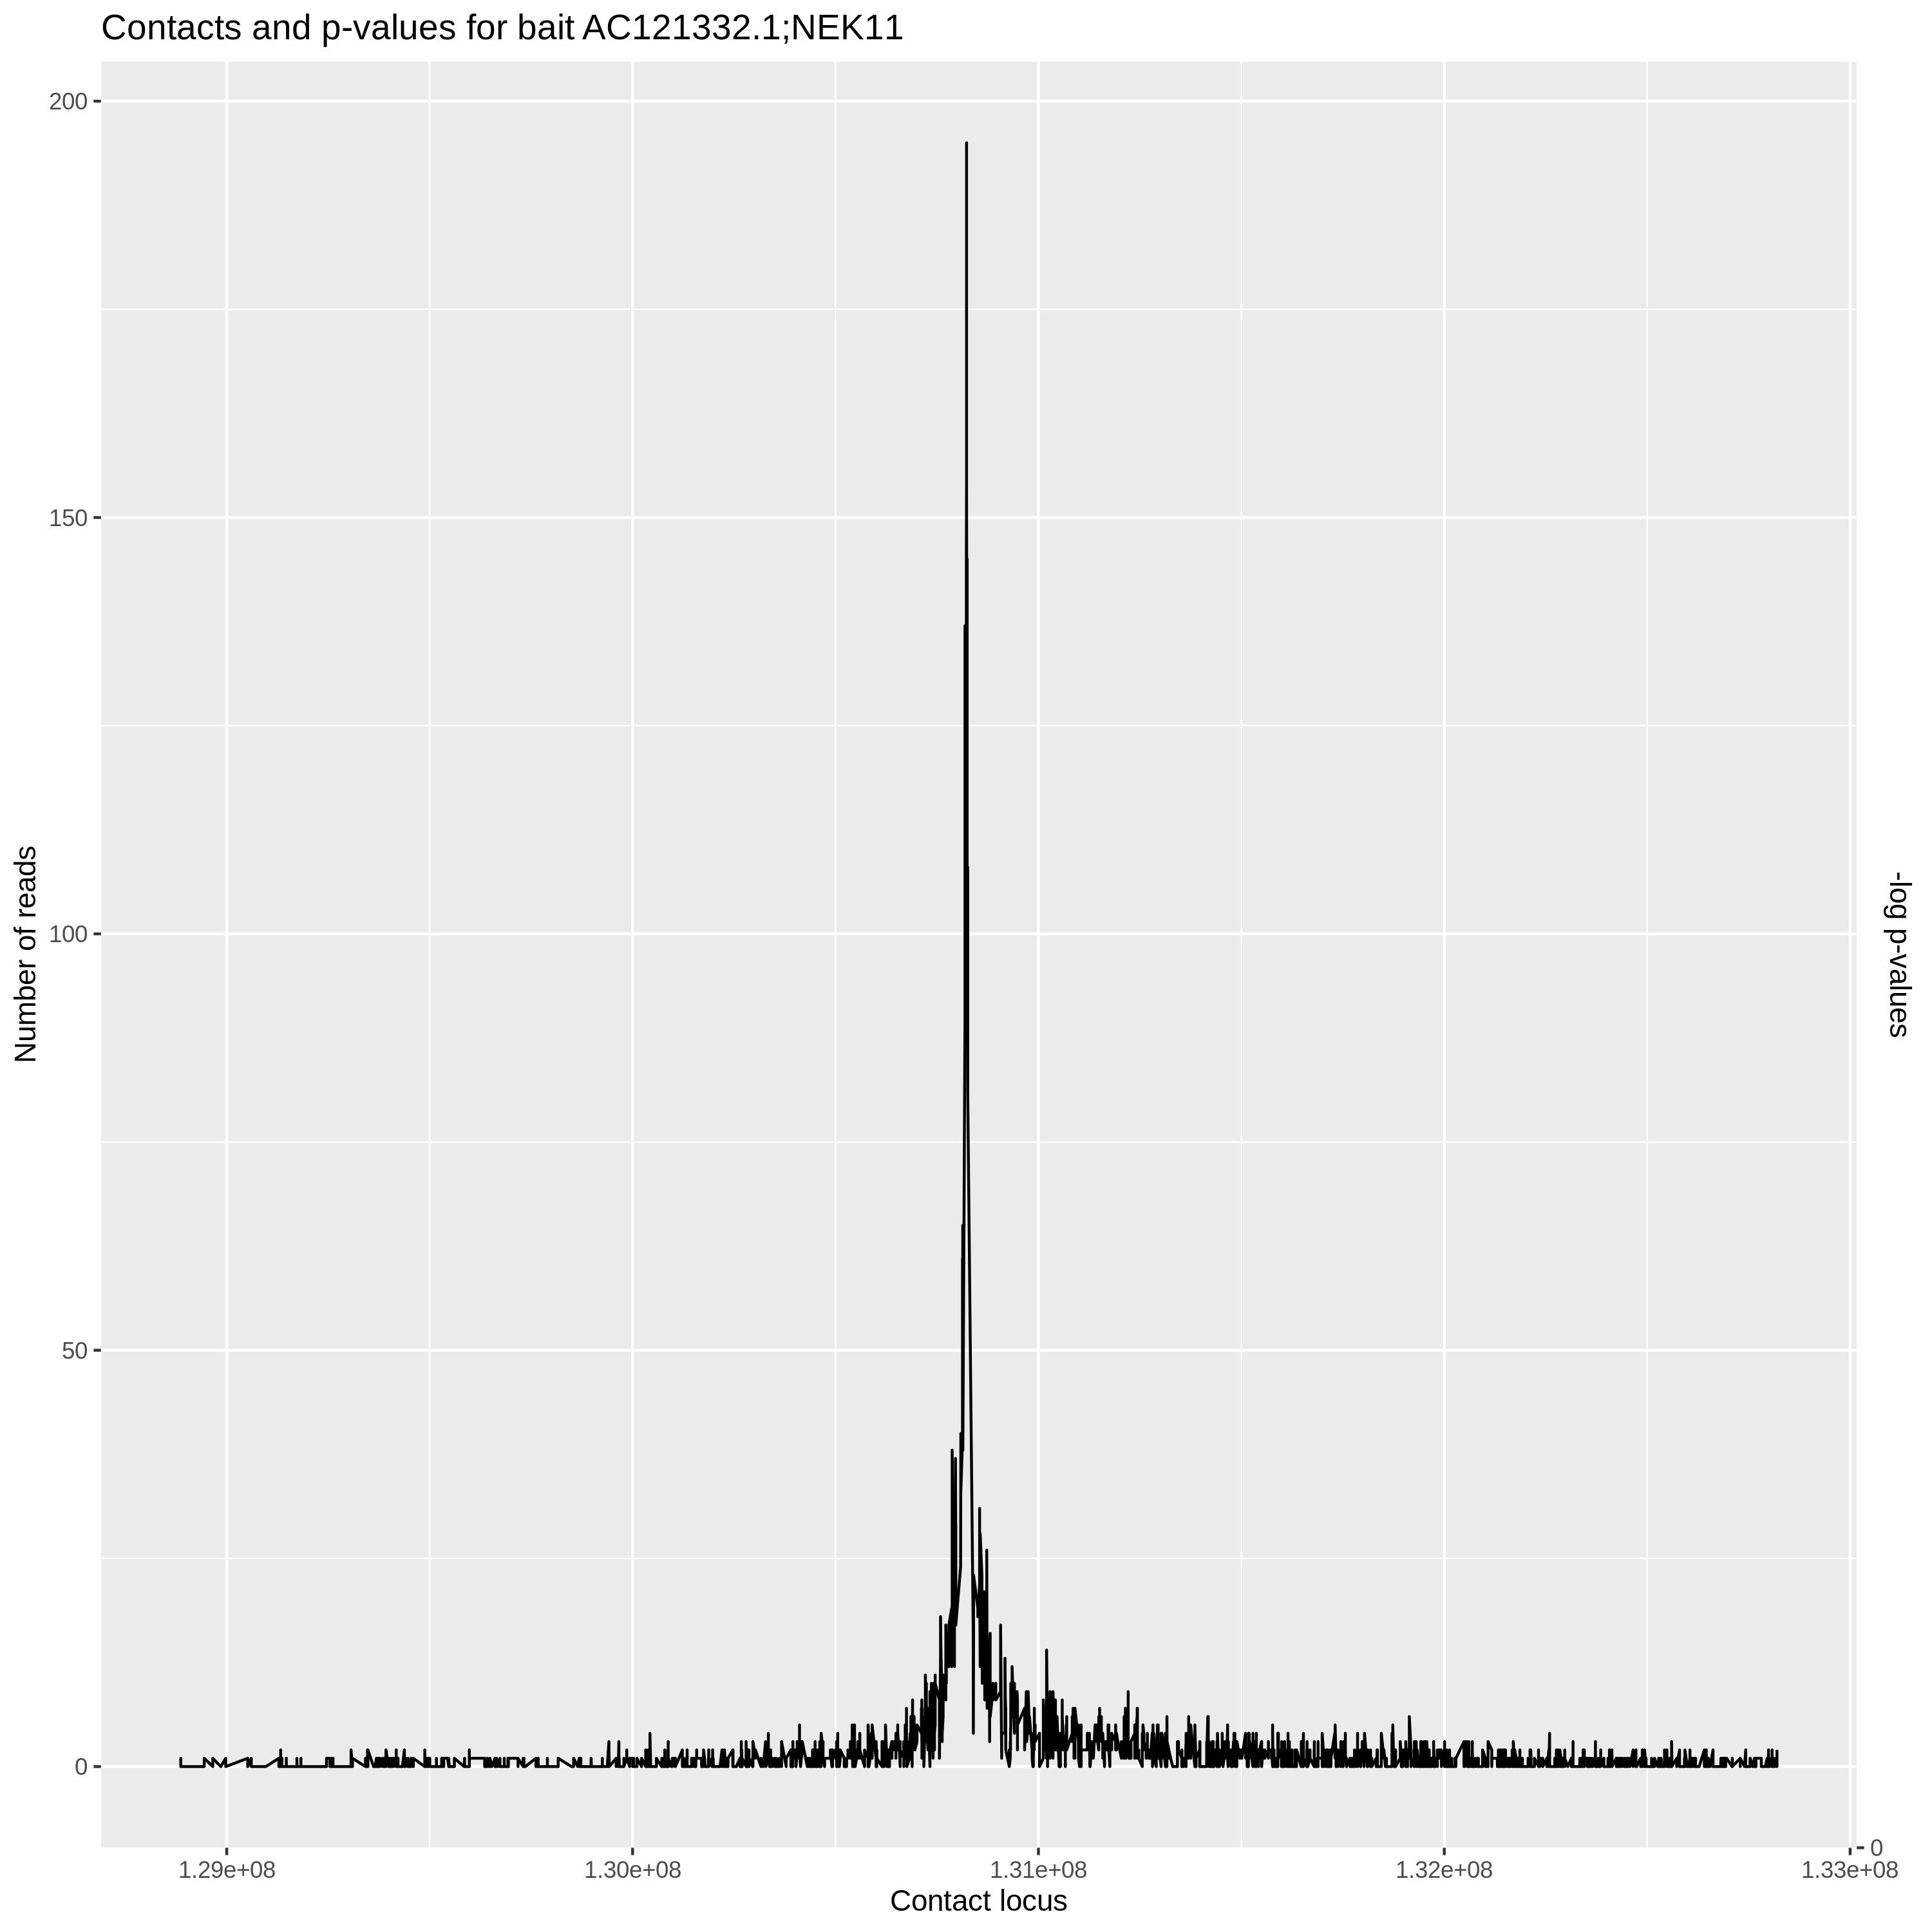 Contacts and p-values for bait AC121332.1;NEK11
200
150
100
50
0
Number of reads
-log p-values
0
1.29e+08 1.30e+08 1.31e+08 1.32e+08 1.33e+08
Contact locus